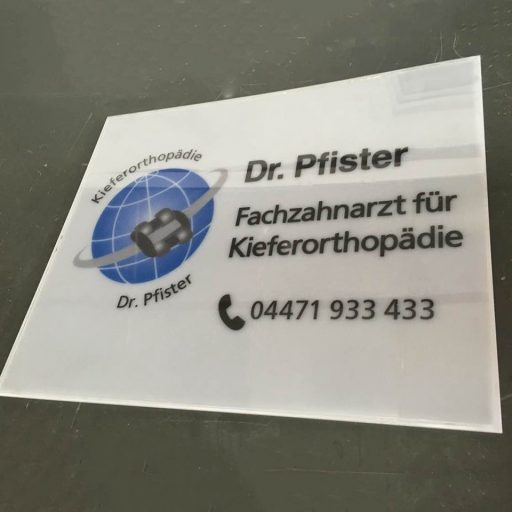 Kieferorthopädie
Dr. Pfister
Dr. Pfister
Fachzahnarzt für
Kieferorthopädie
04471 933 433